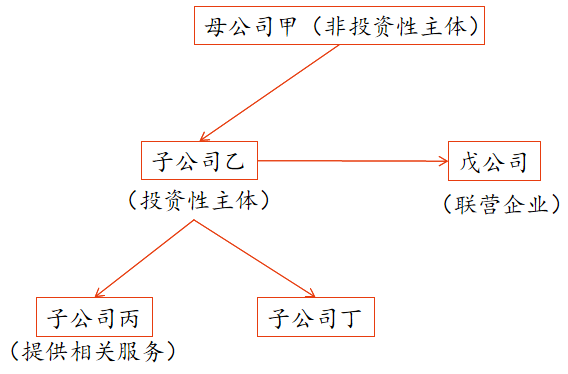 母公司甲（非投资性主体）
子公司乙
戊公司
（投资性主体）
（联营企业）
子公司丙
子公司丁
（提供相关服务）